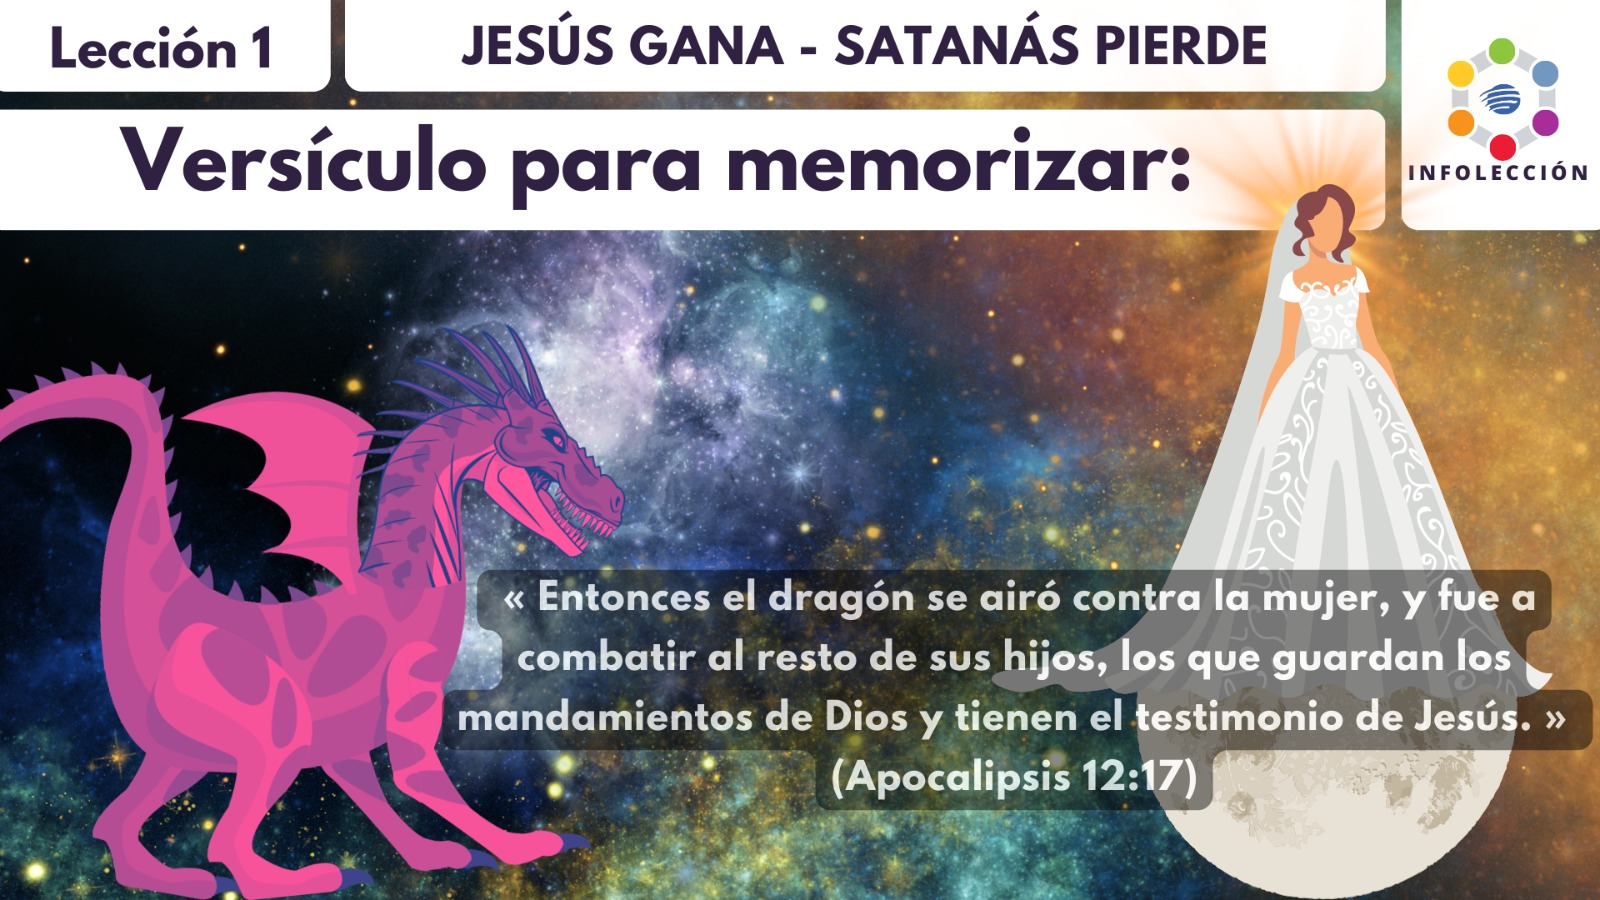 Lección 1
JESÚS GANA - SATANÁS PIERDE
INFOLECCIÓN
Versículo para memorizar:
« Entonces el dragón se airó contra la mujer, y fue a
combatir al resto de sus hijos, los que guardan los
mandamientos de Dios y tienen el testimonio de Jesús. »
(Apocalipsis 12:17)